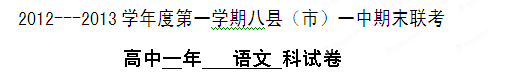 2012---2013 学年度第一学期八县（市）一中期末联考
高中一年 语文 科试卷